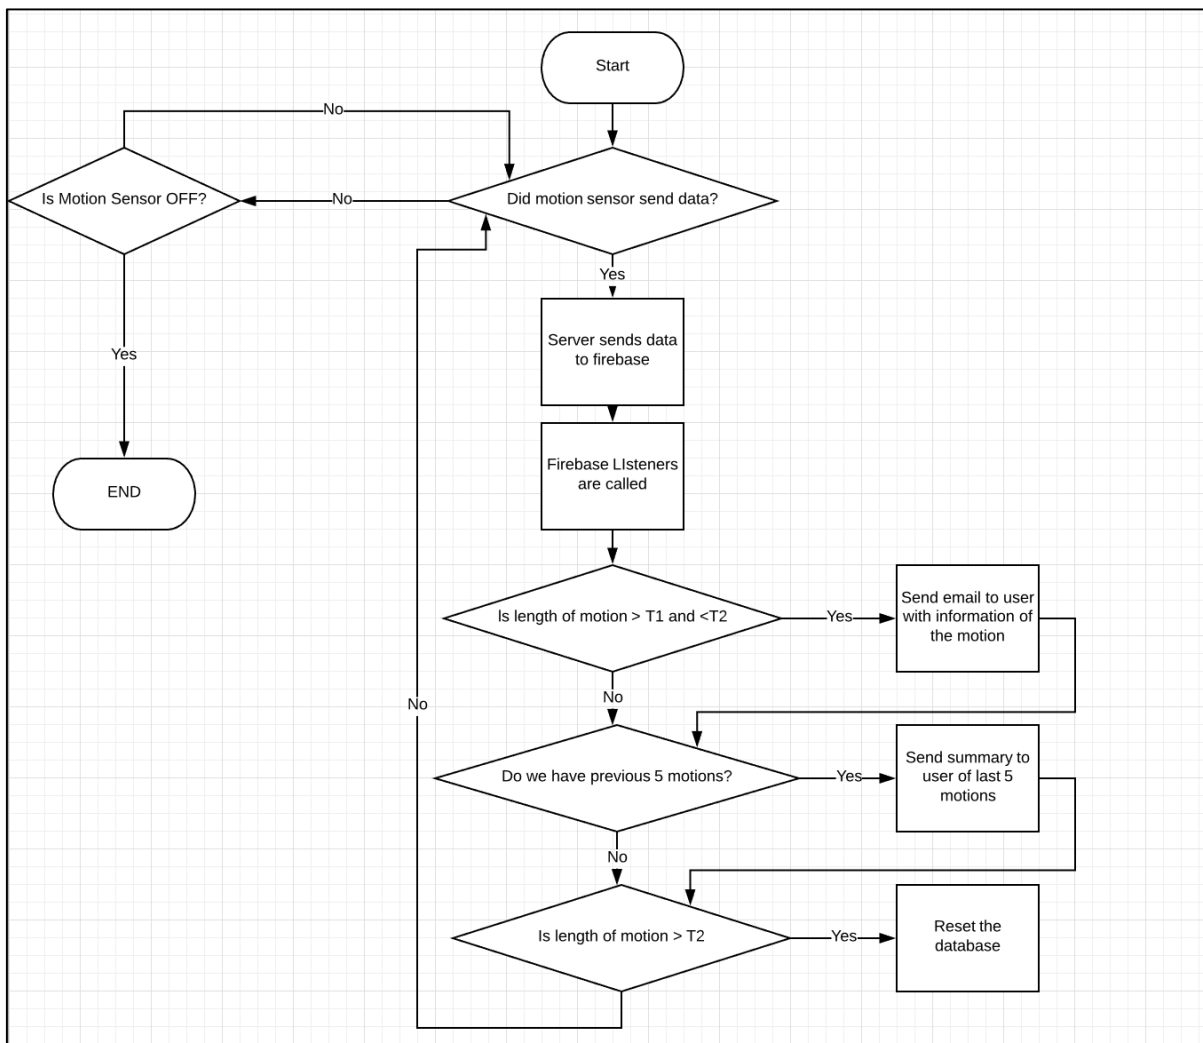 Start
No
Is Motion Sensor OFF?
No
Did motion sensor send data?
Yes
Server sends data
to firebase
Yes
Firebase LIsteners
are called
END
Is length of motion > T1 and <T2
Yes
Send email to user
with information of
the motion
No
No
Do we have previous 5 motions?
Yes
Send summary to
user of last 5
motions
No
Is length of motion > T2
Yes
Reset the
database